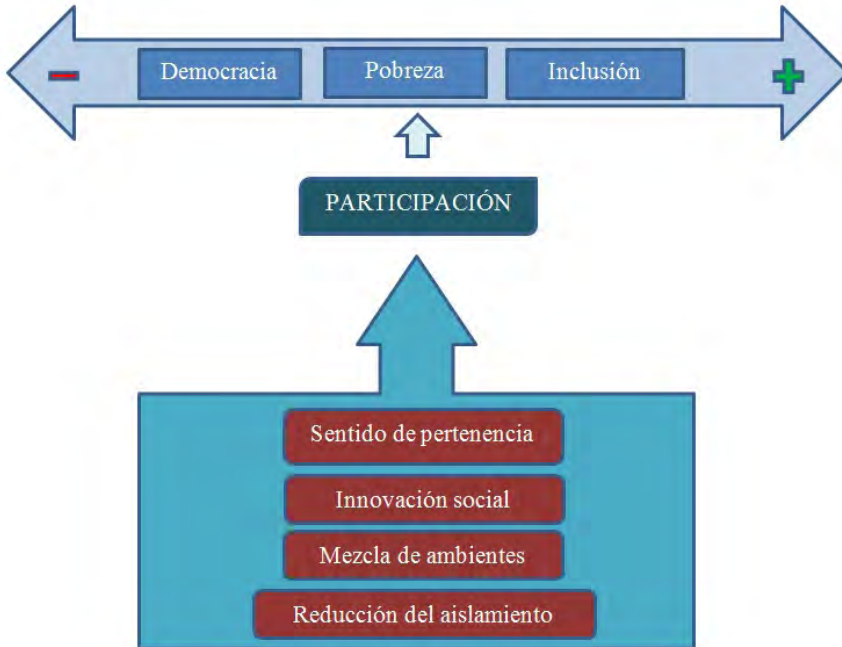 Democracia
Pobreza
Inclusión
PARTICIPACIÓN
Sentido de pertenencia
Innovación social
Mezcla de ambientes
Reducción del aislamiento